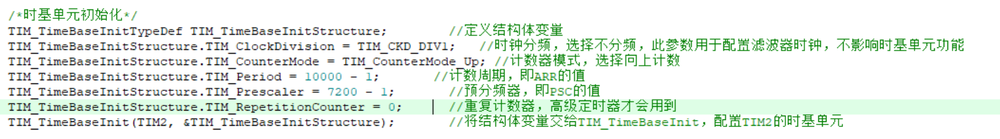 /*时基单元初始化*/
TIM_TimeBaseInitTypeDef TIM_TimeBaseInitStructure; //定义结构体变量
TIM_TimeBaseInitStructure.TIM_ClockDivision = TIM_CKD_DIV1; //时钟分频，选择不分频，此参数用于配置滤波器时钟，不影响时基单元功能
TIM_TimeBaseInitStructure.TIM_CounterMode = TIM_CounterMode_Up; //计数器模式，选择向上计数
TIM_TimeBaseInitStructure.TIM_Period = 10000 - 1; //计数周期，即ARR的值
TIM_TimeBaseInitStructure.TIM_Prescaler = 7200 - 1; //预分频器，即PSC的值
TIM_TimeBaseInitStructure.TIM_RepetitionCounter = 0; //重复计数器，高级定时器才会用到
TIM_TimeBaseInit(TIM2, &TIM_TimeBaseInitStructure); //将结构体变量交给TIM_TimeBaseInit，配置TIM2的时基单元